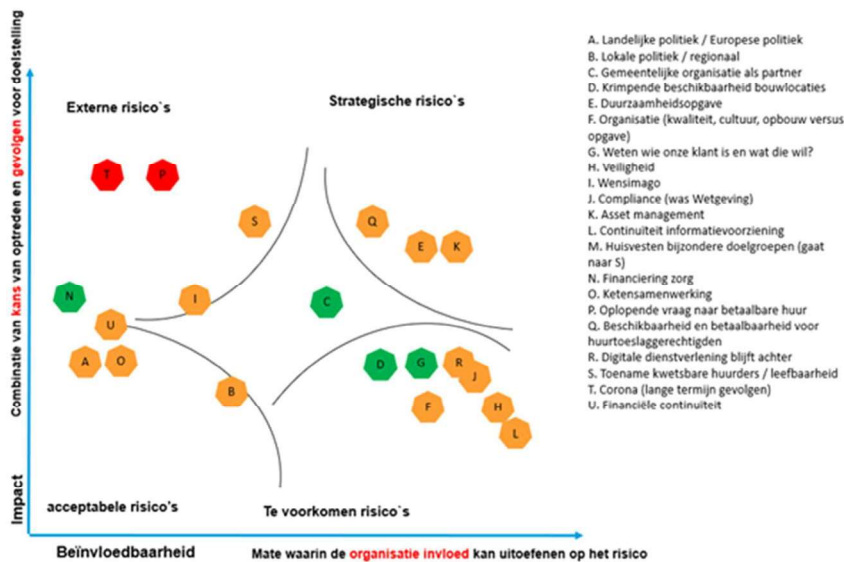 A. Landelijke politiek / Europese politiek
B. Lokale politiek / regionaal
C. Gemeentelijke organisatie als partner
D. Krimpende beschikbaarheid bouwlocaties
E. Duurzaamheidsopgave
F. Organisatie (kwaliteit, cultuur, opbouw versus
opgave)
G. Weten wie onze klant is en wat die wil?
H. Veiligheid
I. Wensimago
J. Compliance (was Wetgeving)
K. Asset management
L. Continuïteit informatievoorziening
M. Huisvesten bijzondere doelgroepen (gaat
naar S)
N. Financiering zorg
O. Ketensamenwerking
P. Oplopende vraag naar betaalbare huur
Q. Beschikbaarheid en betaalbaarheid voor
huurtoeslaggerechtigden
R. Digitale dienstverlening blijft achter
S. Toename kwetsbare huurders / leefbaarheid
T. Corona (lange termijn gevolgen)
U. Financiële continuïteit
Externe risico`s
Strategische risico`s
T
P
S
Q
E
K
N
I
C
U
A
O
B
D
G
R
J
F
H
L
acceptabele risico's
Te voorkomen risico`s
Impact
Combinatie van kans van optreden en gevolgen voor doelstelling
Beïnvloedbaarheid
Mate waarin de organisatie invloed kan uitoefenen op het risico